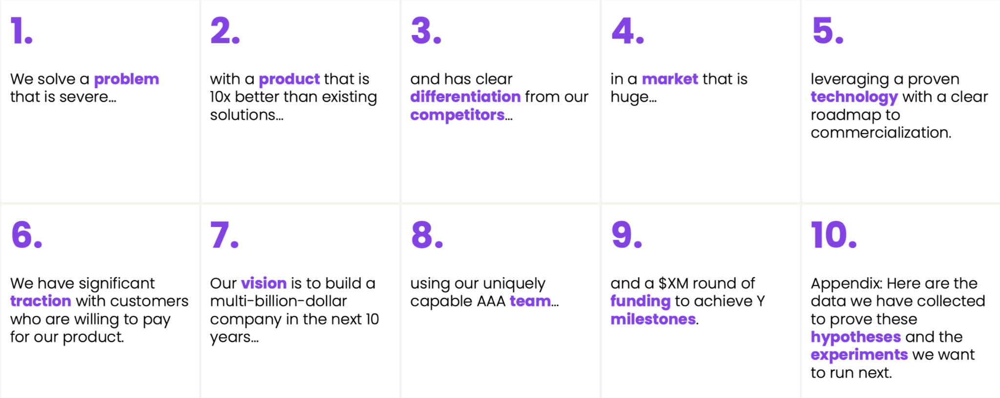 1.
We solve a problem
that is severe...
2.
with a product that is
10x better than existing
solutions...
3.
and has clear
differentiation from our
competitors...
4.
in a market that is
huge...
5.
leveraging a proven
technology with a clear
roadmap to
commercialization.
6.
We have significant
traction with customers
who are willing to pay
for our product.
7.
Our vision is to build a
multi-billion-dollar
company in the next 10
years...
8.
using our uniquely
capable AAA team...
9.
and a $XM round of
funding to achieve Y
milestones.
10.
Appendix: Here are the
data we have collected
to prove these
hypotheses and the
experiments we want
to run next.